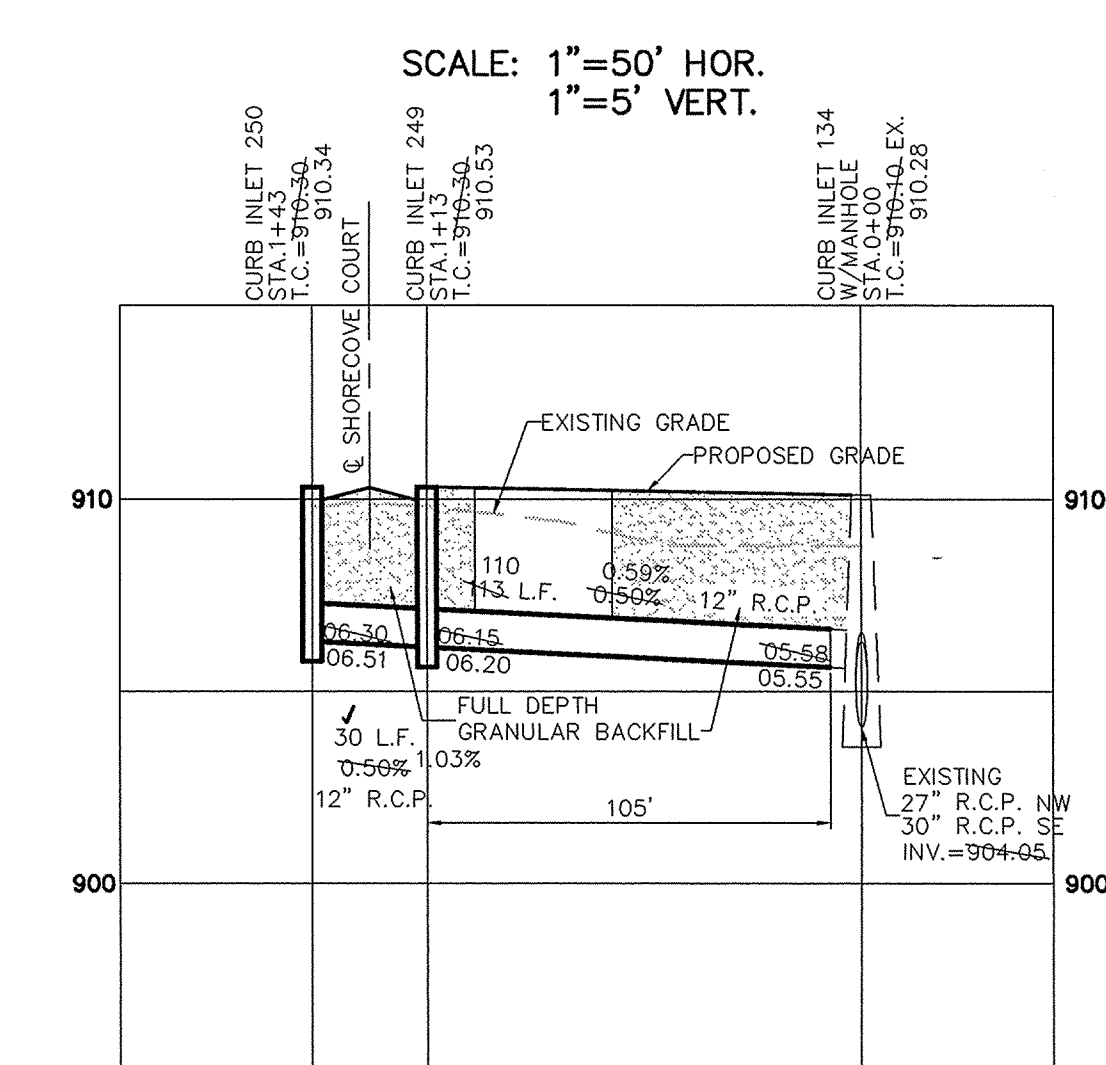 SCALE: 1"=50' HOR.
1"=5' VERT.
CURB INLET 250
STA.1+43
T.C.=910.30
910.34
℄ SHORECOVE COURT
CURB INLET 249
STA.1+13
T.C.=910.30
910.53
CURB INLET 134
W/MANHOLE
STA.0+00
T.C.=910.10 EX.
910.28
EXISTING GRADE
PROPOSED GRADE
910
910
110
113 L.F.
0.59%
0.50%
12" R.C.P.
06.30
06.51
06.15
06.20
05.58
05.55
FULL DEPTH
GRANULAR BACKFILL
✓
30 L.F.
0.50% 1.03%
12" R.C.P.
105'
EXISTING
27" R.C.P. NW
30" R.C.P. SE
INV.=904.05
900
900